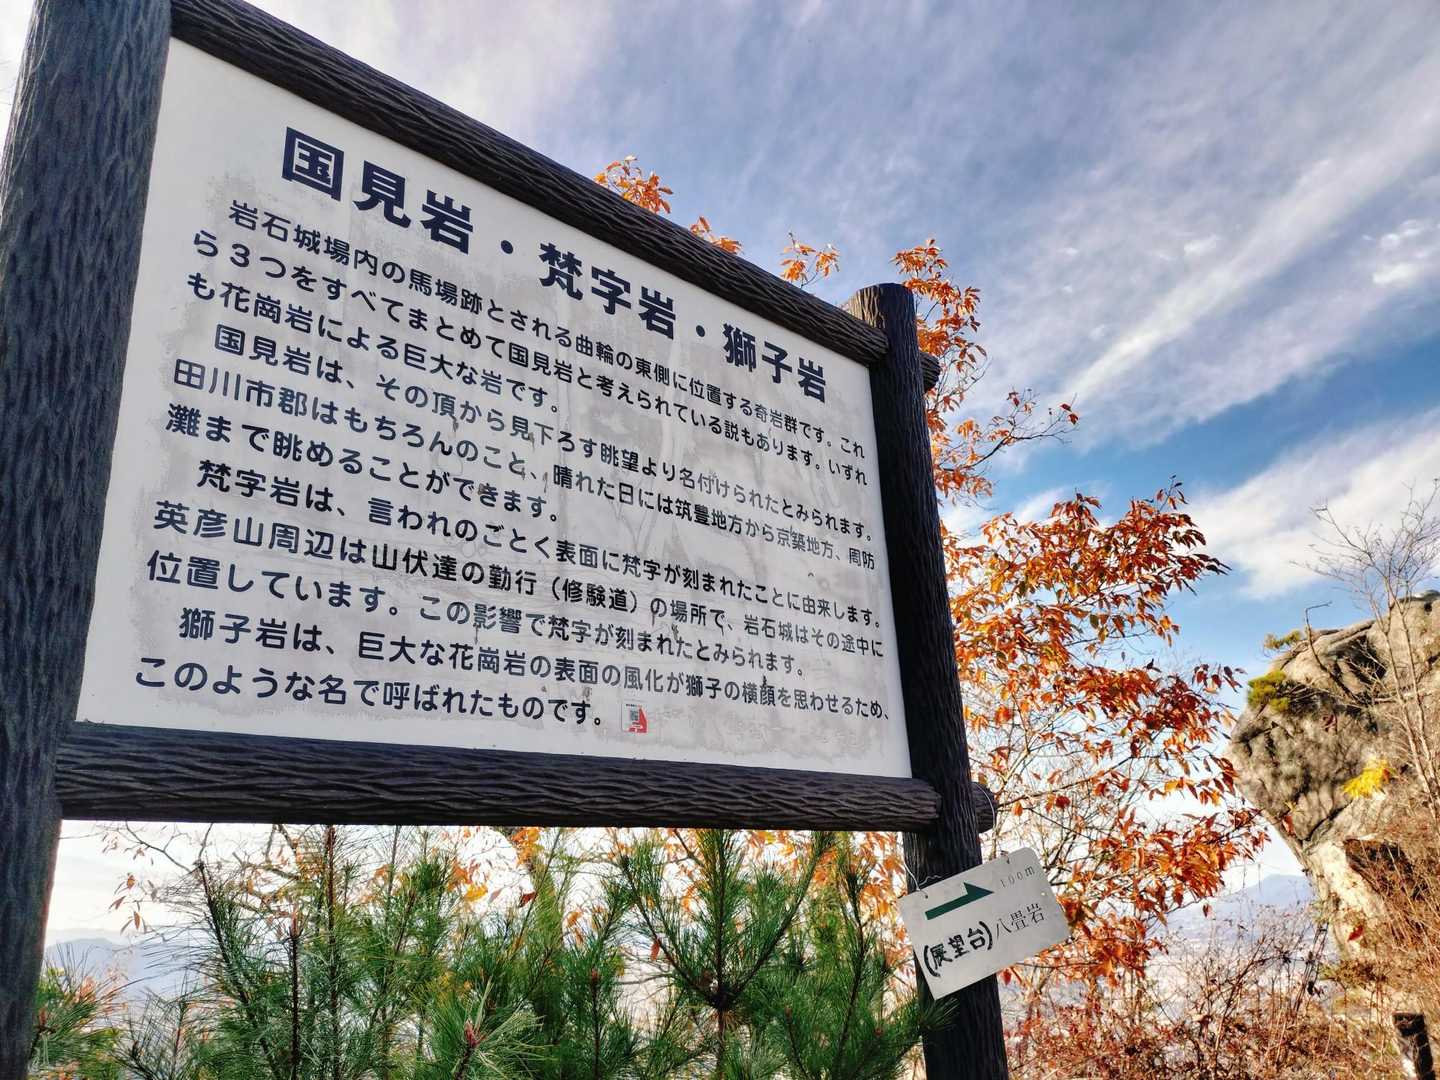 国見岩・梵字岩・獅子岩
岩石城場内の馬場跡とされる曲輪の東側に位置する奇岩群です。これ
ら３つをすべてまとめて国見岩と考えられている説もあります。いずれ
も花崗岩による巨大な岩です。
国見岩は、その頂から見下ろす眺望より名付けられたとみられます。
田川市郡はもちろんのこと、晴れた日には筑豊地方から京築地方、周防
灘まで眺めることができます。
梵字岩は、言われのごとく表面に梵字が刻まれたことに由来します。
英彦山周辺は山伏達の勤行（修験道）の場所で、岩石城はその途中に
位置しています。この影響で梵字が刻まれたとみられます。
獅子岩は、巨大な花崗岩の表面の風化が獅子の横顔を思わせるため、
このような名で呼ばれたものです。
100m
(展望台)八畳岩